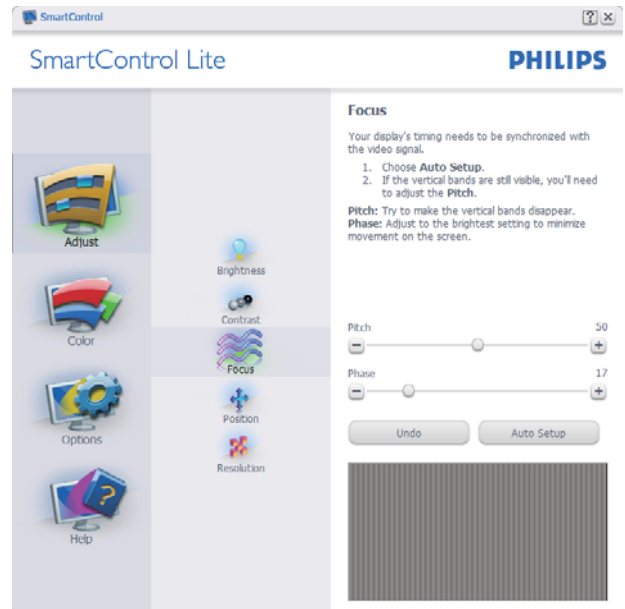 SmartControl
SmartControl Lite
PHILIPS
Adjust
Color
Options
Help
Brightness
Contrast
Focus
Position
Resolution
Focus
Your display's timing needs to be synchronized with
the video signal.
1. Choose Auto Setup.
2. If the vertical bands are still visible, you'll need
to adjust the Pitch.
Pitch: Try to make the vertical bands disappear.
Phase: Adjust to the brightest setting to minimize
movement on the screen.
Pitch 50
Phase 17
Undo Auto Setup